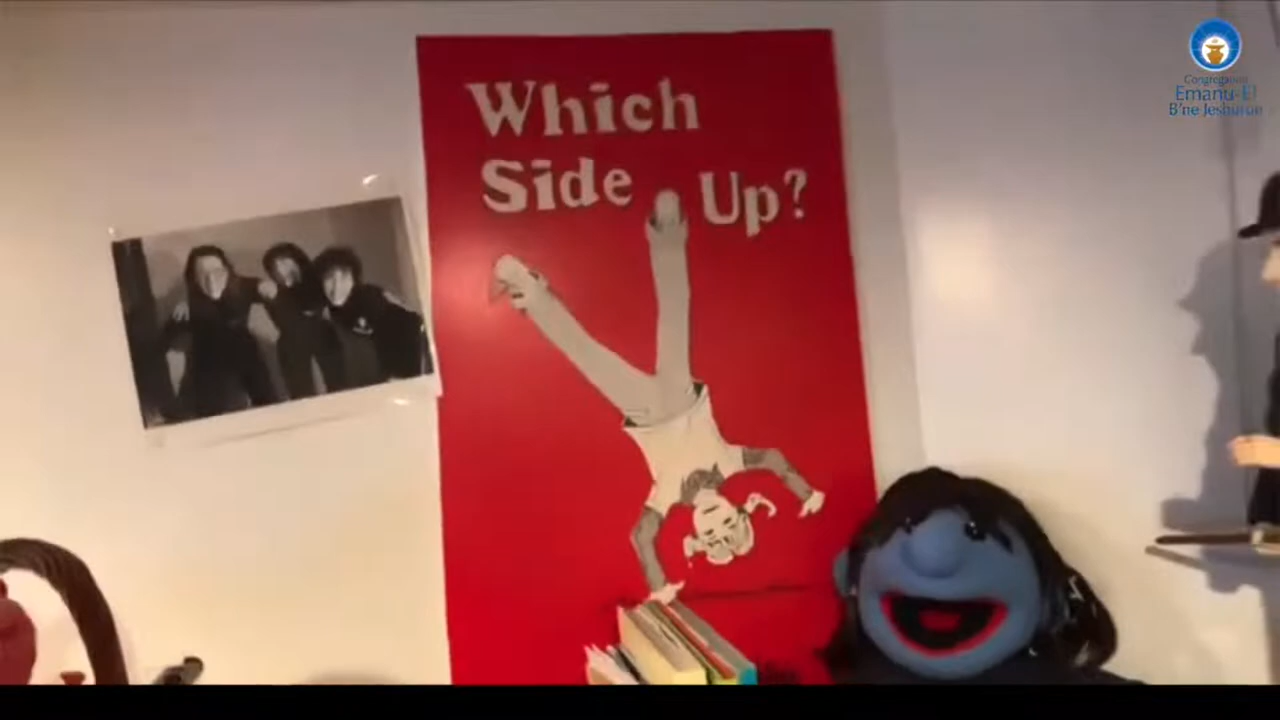 Which
Side Up?
Congregation
Emanu-El
B'ne Jeshurun